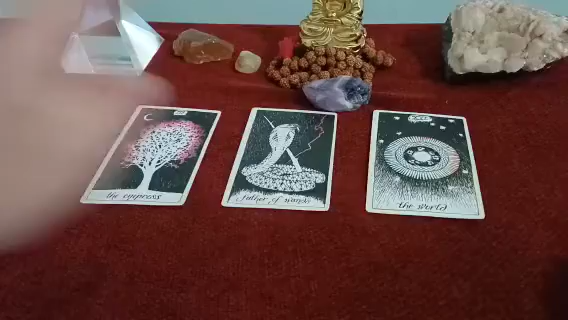 the empress
father of wands
the world